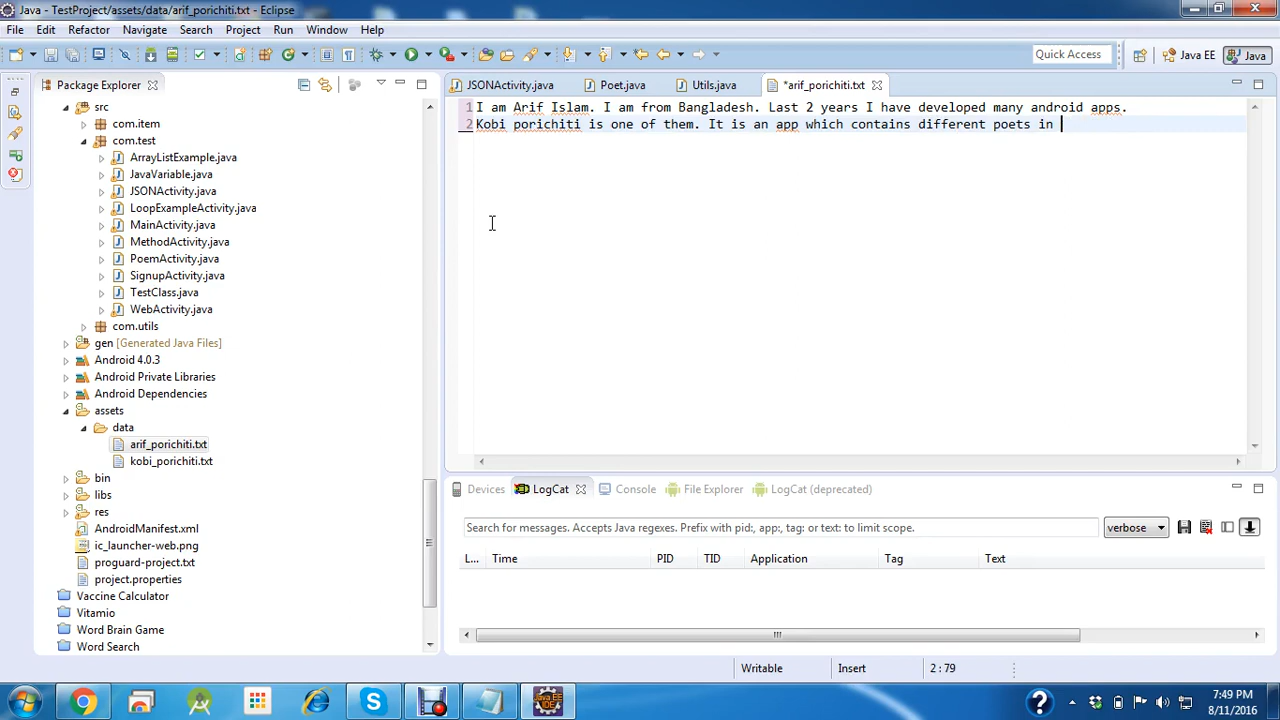 Java - TestProject/assets/data/arif_porichiti.txt - Eclipse
File Edit Refactor Navigate Search Project Run Window Help
Quick Access Java EE Java
Package Explorer
src
com.item
com.test
ArrayListExample.java
JavaVariable.java
JSONActivity.java
LoopExampleActivity.java
MainActivity.java
MethodActivity.java
PoemActivity.java
SignupActivity.java
TestClass.java
WebActivity.java
com.utils
gen [Generated Java Files]
Android 4.0.3
Android Private Libraries
Android Dependencies
assets
data
arif_porichiti.txt
kobi_porichiti.txt
bin
libs
res
AndroidManifest.xml
ic_launcher-web.png
proguard-project.txt
project.properties
Vaccine Calculator
Vitamio
Word Brain Game
Word Search
JSONActivity.java Poet.java Utils.java *arif_porichiti.txt
1 I am Arif Islam. I am from Bangladesh. Last 2 years I have developed many android apps.
2 Kobi porichiti is one of them. It is an app which contains different poets in
Devices LogCat Console File Explorer LogCat (deprecated)
Search for messages. Accepts Java regexes. Prefix with pid:, app:, tag: or text: to limit scope. verbose
L... Time PID TID Application Tag Text
Writable Insert 2 : 79
Java EE
IDE
7:49 PM
8/11/2016